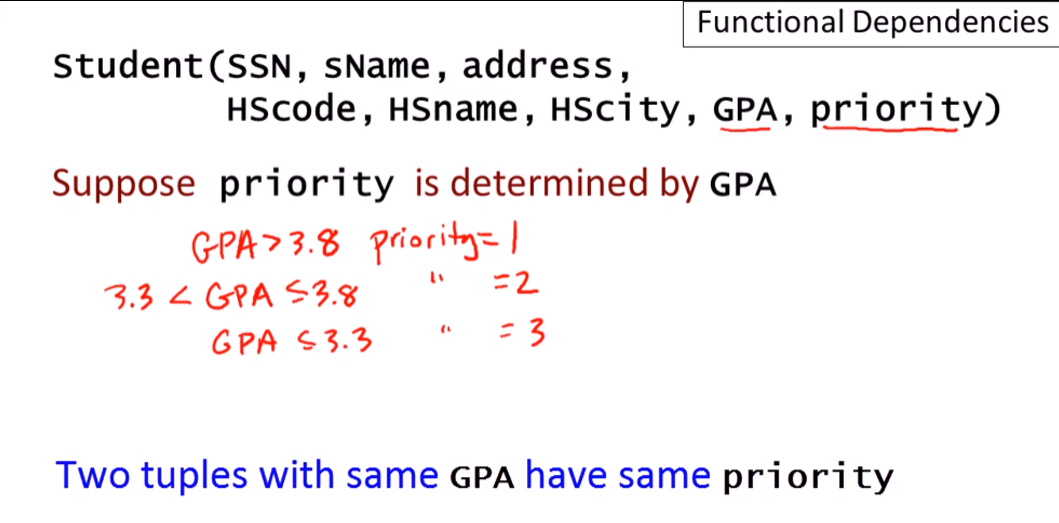 Functional Dependencies
Student(SSN, sName, address,
HScode, HSname, HScity, GPA, priority)
Suppose priority is determined by GPA
GPA > 3.8 priority = 1
3.3 < GPA ≤ 3.8 " = 2
GPA ≤ 3.3 " = 3
Two tuples with same GPA have same priority